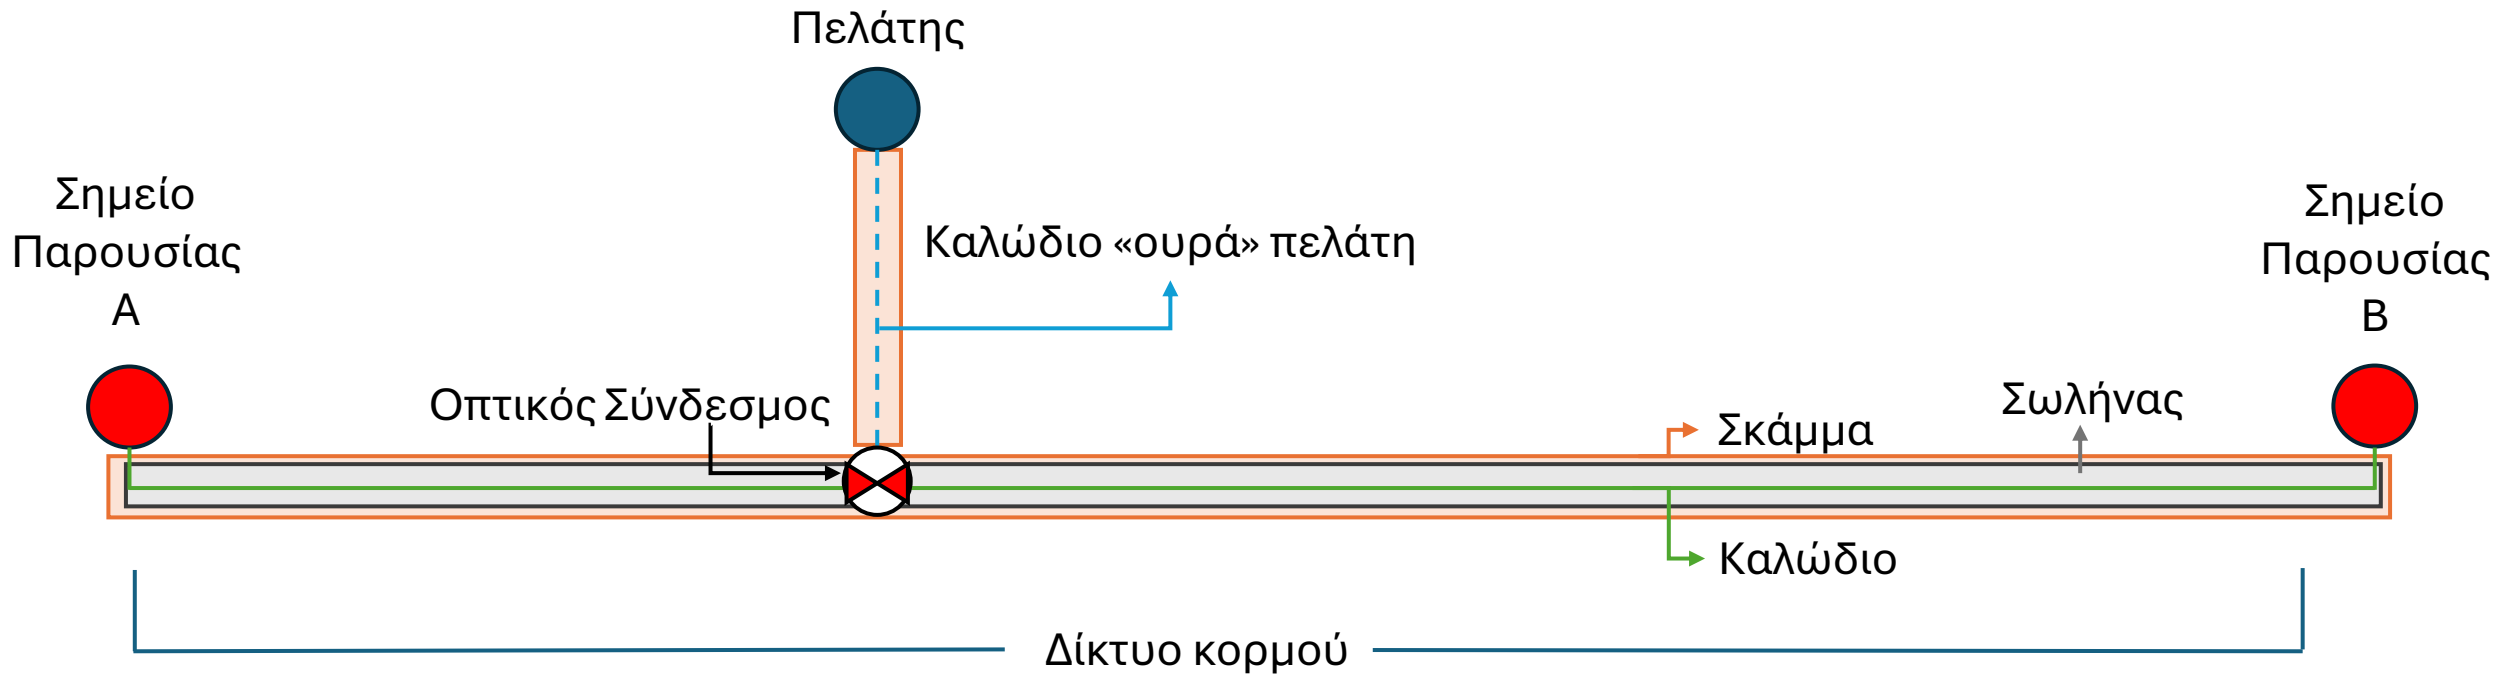 Πελάτης
Σημείο
Παρουσίας
Α
Καλώδιο «ουρά» πελάτη
Σημείο
Παρουσίας
Β
Οπτικός Σύνδεσμος
Σκάμμα
Σωλήνας
Καλώδιο
Δίκτυο κορμού